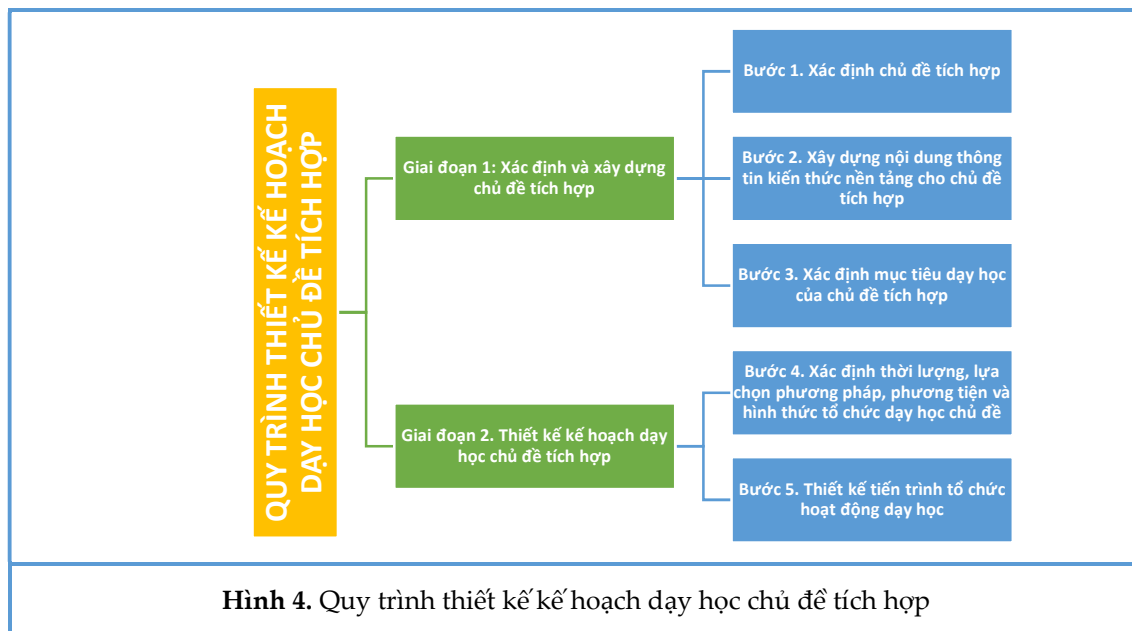 QUY TRÌNH THIẾT KẾ KẾ HOẠCH
DẠY HỌC CHỦ ĐỀ TÍCH HỢP
Giai đoạn 1: Xác định và xây dựng
chủ đề tích hợp
Bước 1. Xác định chủ đề tích hợp
Bước 2. Xây dựng nội dung thông
tin kiến thức nền tảng cho chủ đề
tích hợp
Bước 3. Xác định mục tiêu dạy học
của chủ đề tích hợp
Giai đoạn 2. Thiết kế kế hoạch dạy
học chủ đề tích hợp
Bước 4. Xác định thời lượng, lựa
chọn phương pháp, phương tiện và
hình thức tổ chức dạy học chủ đề
Bước 5. Thiết kế tiến trình tổ chức
hoạt động dạy học
Hình 4. Quy trình thiết kế kế hoạch dạy học chủ đề tích hợp